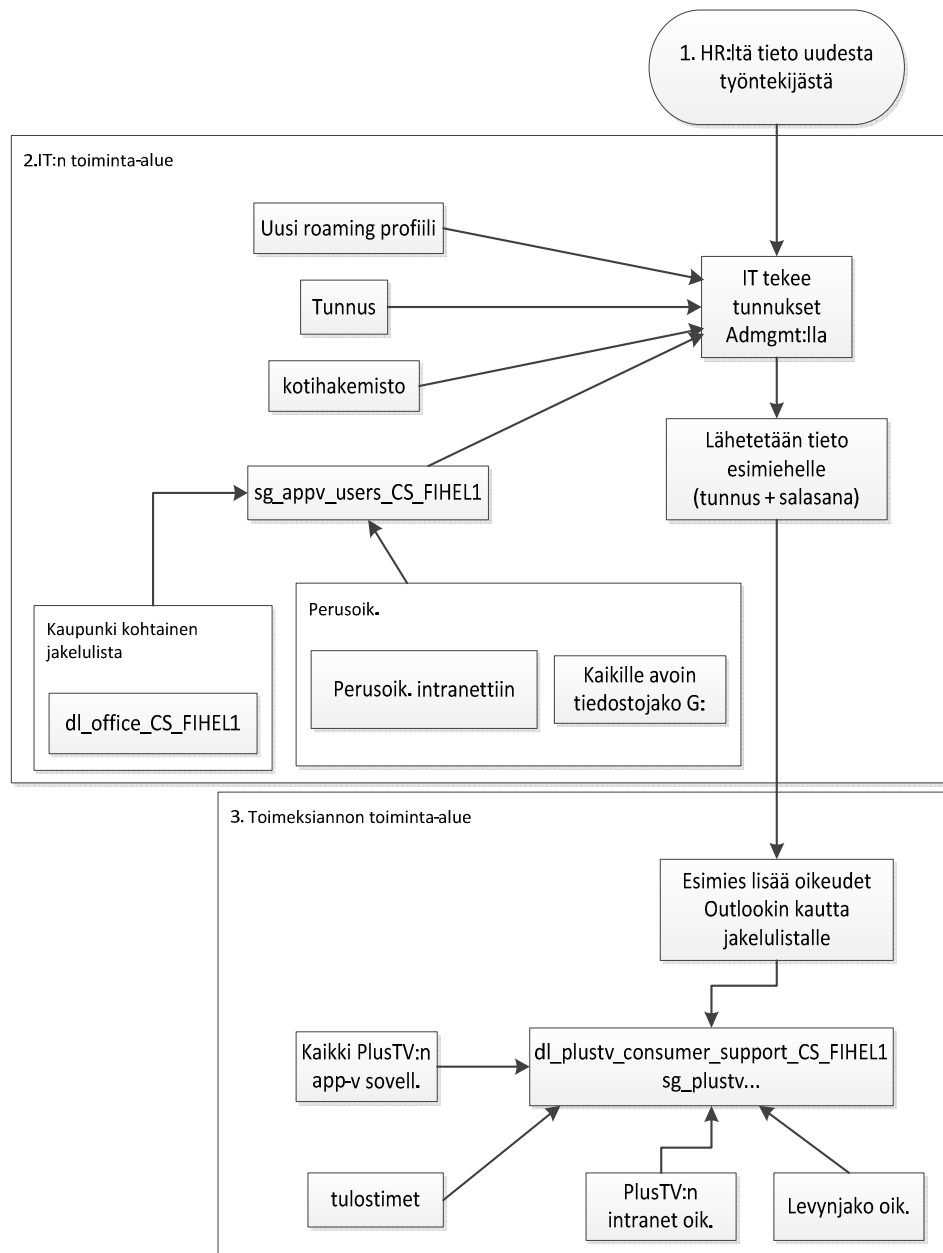 1. HR:ltä tieto uudesta
työntekijästä
2.IT:n toiminta-alue
Uusi roaming profiili
Tunnus
kotihakemisto
IT tekee
tunnukset
Admgmt:lla
Lähetetään tieto
esimiehelle
(tunnus + salasana)
sg_appv_users_CS_FIHEL1
Kaupunki kohtainen
jakelulista
dl_office_CS_FIHEL1
Perusoik.
Perusoik. intranettiin
Kaikille avoin
tiedostojako G:
3. Toimeksiannon toiminta-alue
Esimies lisää oikeudet
Outlookin kautta
jakelulistalle
Kaikki PlusTV:n
app-v sovell.
dl_plustv_consumer_support_CS_FIHEL1
sg_plustv...
tulostimet
PlusTV:n
intranet oik.
Levynjako oik.